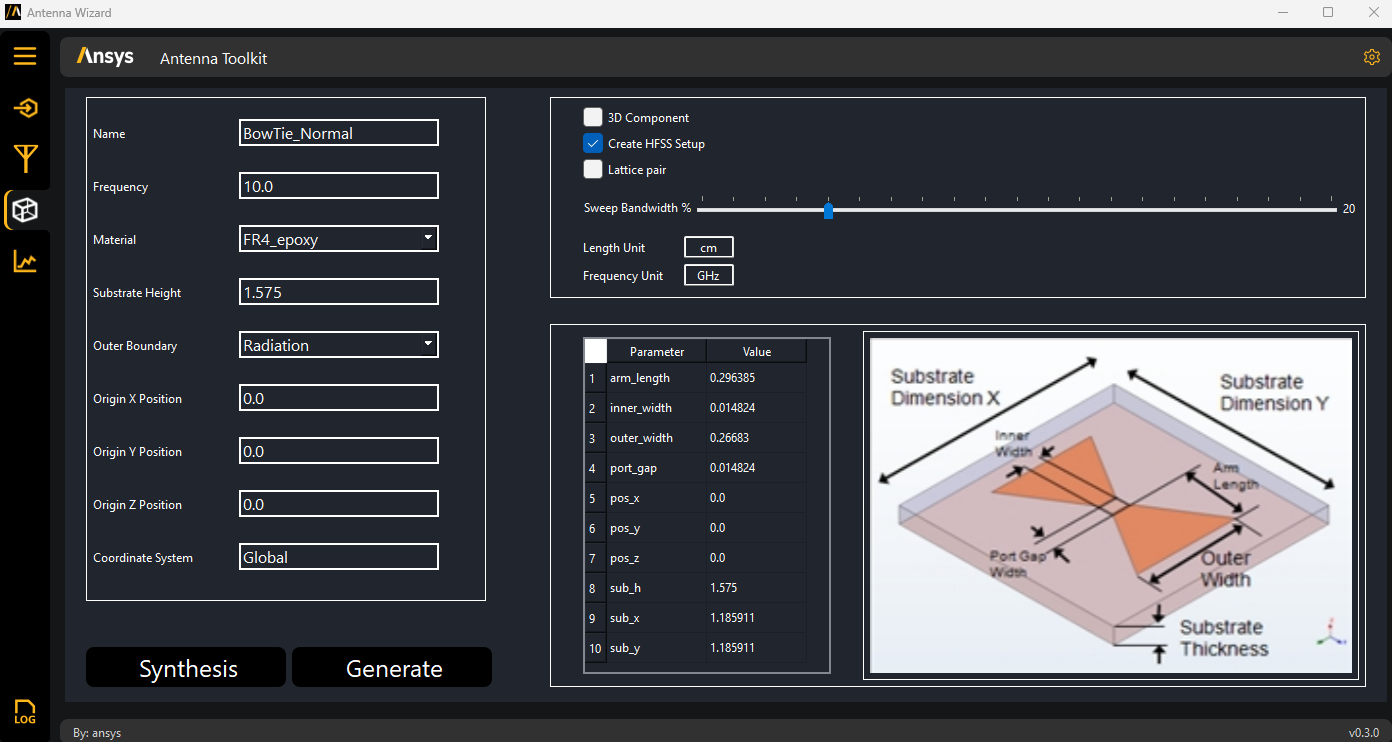 Antenna Wizard
Ansys
Antenna Toolkit
Name
BowTie_Normal
Frequency
10.0
Material
FR4_epoxy
Substrate Height
1.575
Outer Boundary
Radiation
Origin X Position
0.0
Origin Y Position
0.0
Origin Z Position
0.0
Coordinate System
Global
Synthesis
Generate
3D Component
Create HFSS Setup
Lattice pair
Sweep Bandwidth %
20
Length Unit
cm
Frequency Unit
GHz
Parameter Value
1 arm_length 0.296385
2 inner_width 0.014824
3 outer_width 0.26683
4 port_gap 0.014824
5 pos_x 0.0
6 pos_y 0.0
7 pos_z 0.0
8 sub_h 1.575
9 sub_x 1.185911
10 sub_y 1.185911
Substrate
Dimension X
Substrate
Dimension Y
Inner
Width
Arm
Length
Port Gap
Width
Outer
Width
Substrate
Thickness
LOG
By: ansys
v0.3.0